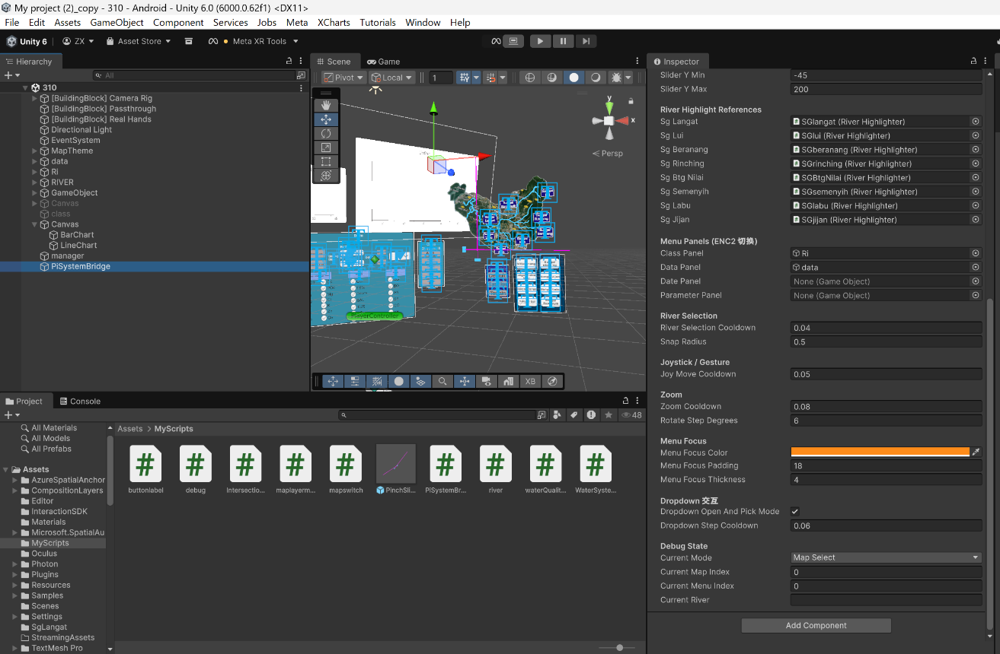 My project (2)_copy - 310 - Android - Unity 6.0 (6000.0.62f1) <DX11>
File Edit Assets GameObject Component Services Jobs Meta XCharts Tutorials Window Help
Unity 6 ZX Asset Store Meta XR Tools
Hierarchy
All
310
[BuildingBlock] Camera Rig
[BuildingBlock] Passthrough
[BuildingBlock] Real Hands
Directional Light
EventSystem
MapTheme
data
Ri
RIVER
GameObject
Canvas
class
Canvas
BarChart
LineChart
manager
PiSystemBridge
Scene Game
Pivot Local 1
y
x
Persp
PlayerController
XB
Inspector
Slider Y Min -45
Slider Y Max 200
River Highlight References
Sg Langat SGlangat (River Highlighter)
Sg Lui SGlui (River Highlighter)
Sg Beranang SGberanang (River Highlighter)
Sg Rinching SGrinching (River Highlighter)
Sg Btg Nilai SGBtgNilai (River Highlighter)
Sg Semenyih SGsemenyih (River Highlighter)
Sg Labu SGlabu (River Highlighter)
Sg Jijan SGjijan (River Highlighter)
Menu Panels (ENC2 切换)
Class Panel Ri
Data Panel data
Date Panel None (Game Object)
Parameter Panel None (Game Object)
River Selection
River Selection Cooldown 0.04
Snap Radius 0.5
Joystick / Gesture
Joy Move Cooldown 0.05
Zoom
Zoom Cooldown 0.08
Rotate Step Degrees 6
Menu Focus
Menu Focus Color
Menu Focus Padding 18
Menu Focus Thickness 4
Dropdown 交互
Dropdown Open And Pick Mode
Dropdown Step Cooldown 0.06
Debug State
Current Mode Map Select
Current Map Index 0
Current Menu Index 0
Current River
Add Component
Project Console
48
All Materials
All Models
All Prefabs
Assets
AzureSpatialAnchor
CompositionLayers
Editor
InteractionSDK
Materials
Microsoft.SpatialAu
MyScripts
Oculus
Photon
Plugins
Resources
Samples
Scenes
Settings
SgLangat
StreamingAssets
TextMesh Pro
Assets > MyScripts
buttonlabel debug Intersectio... maplayerm... mapswitch PinchSli... PiSystemBr... river waterQualit... WaterSyste...